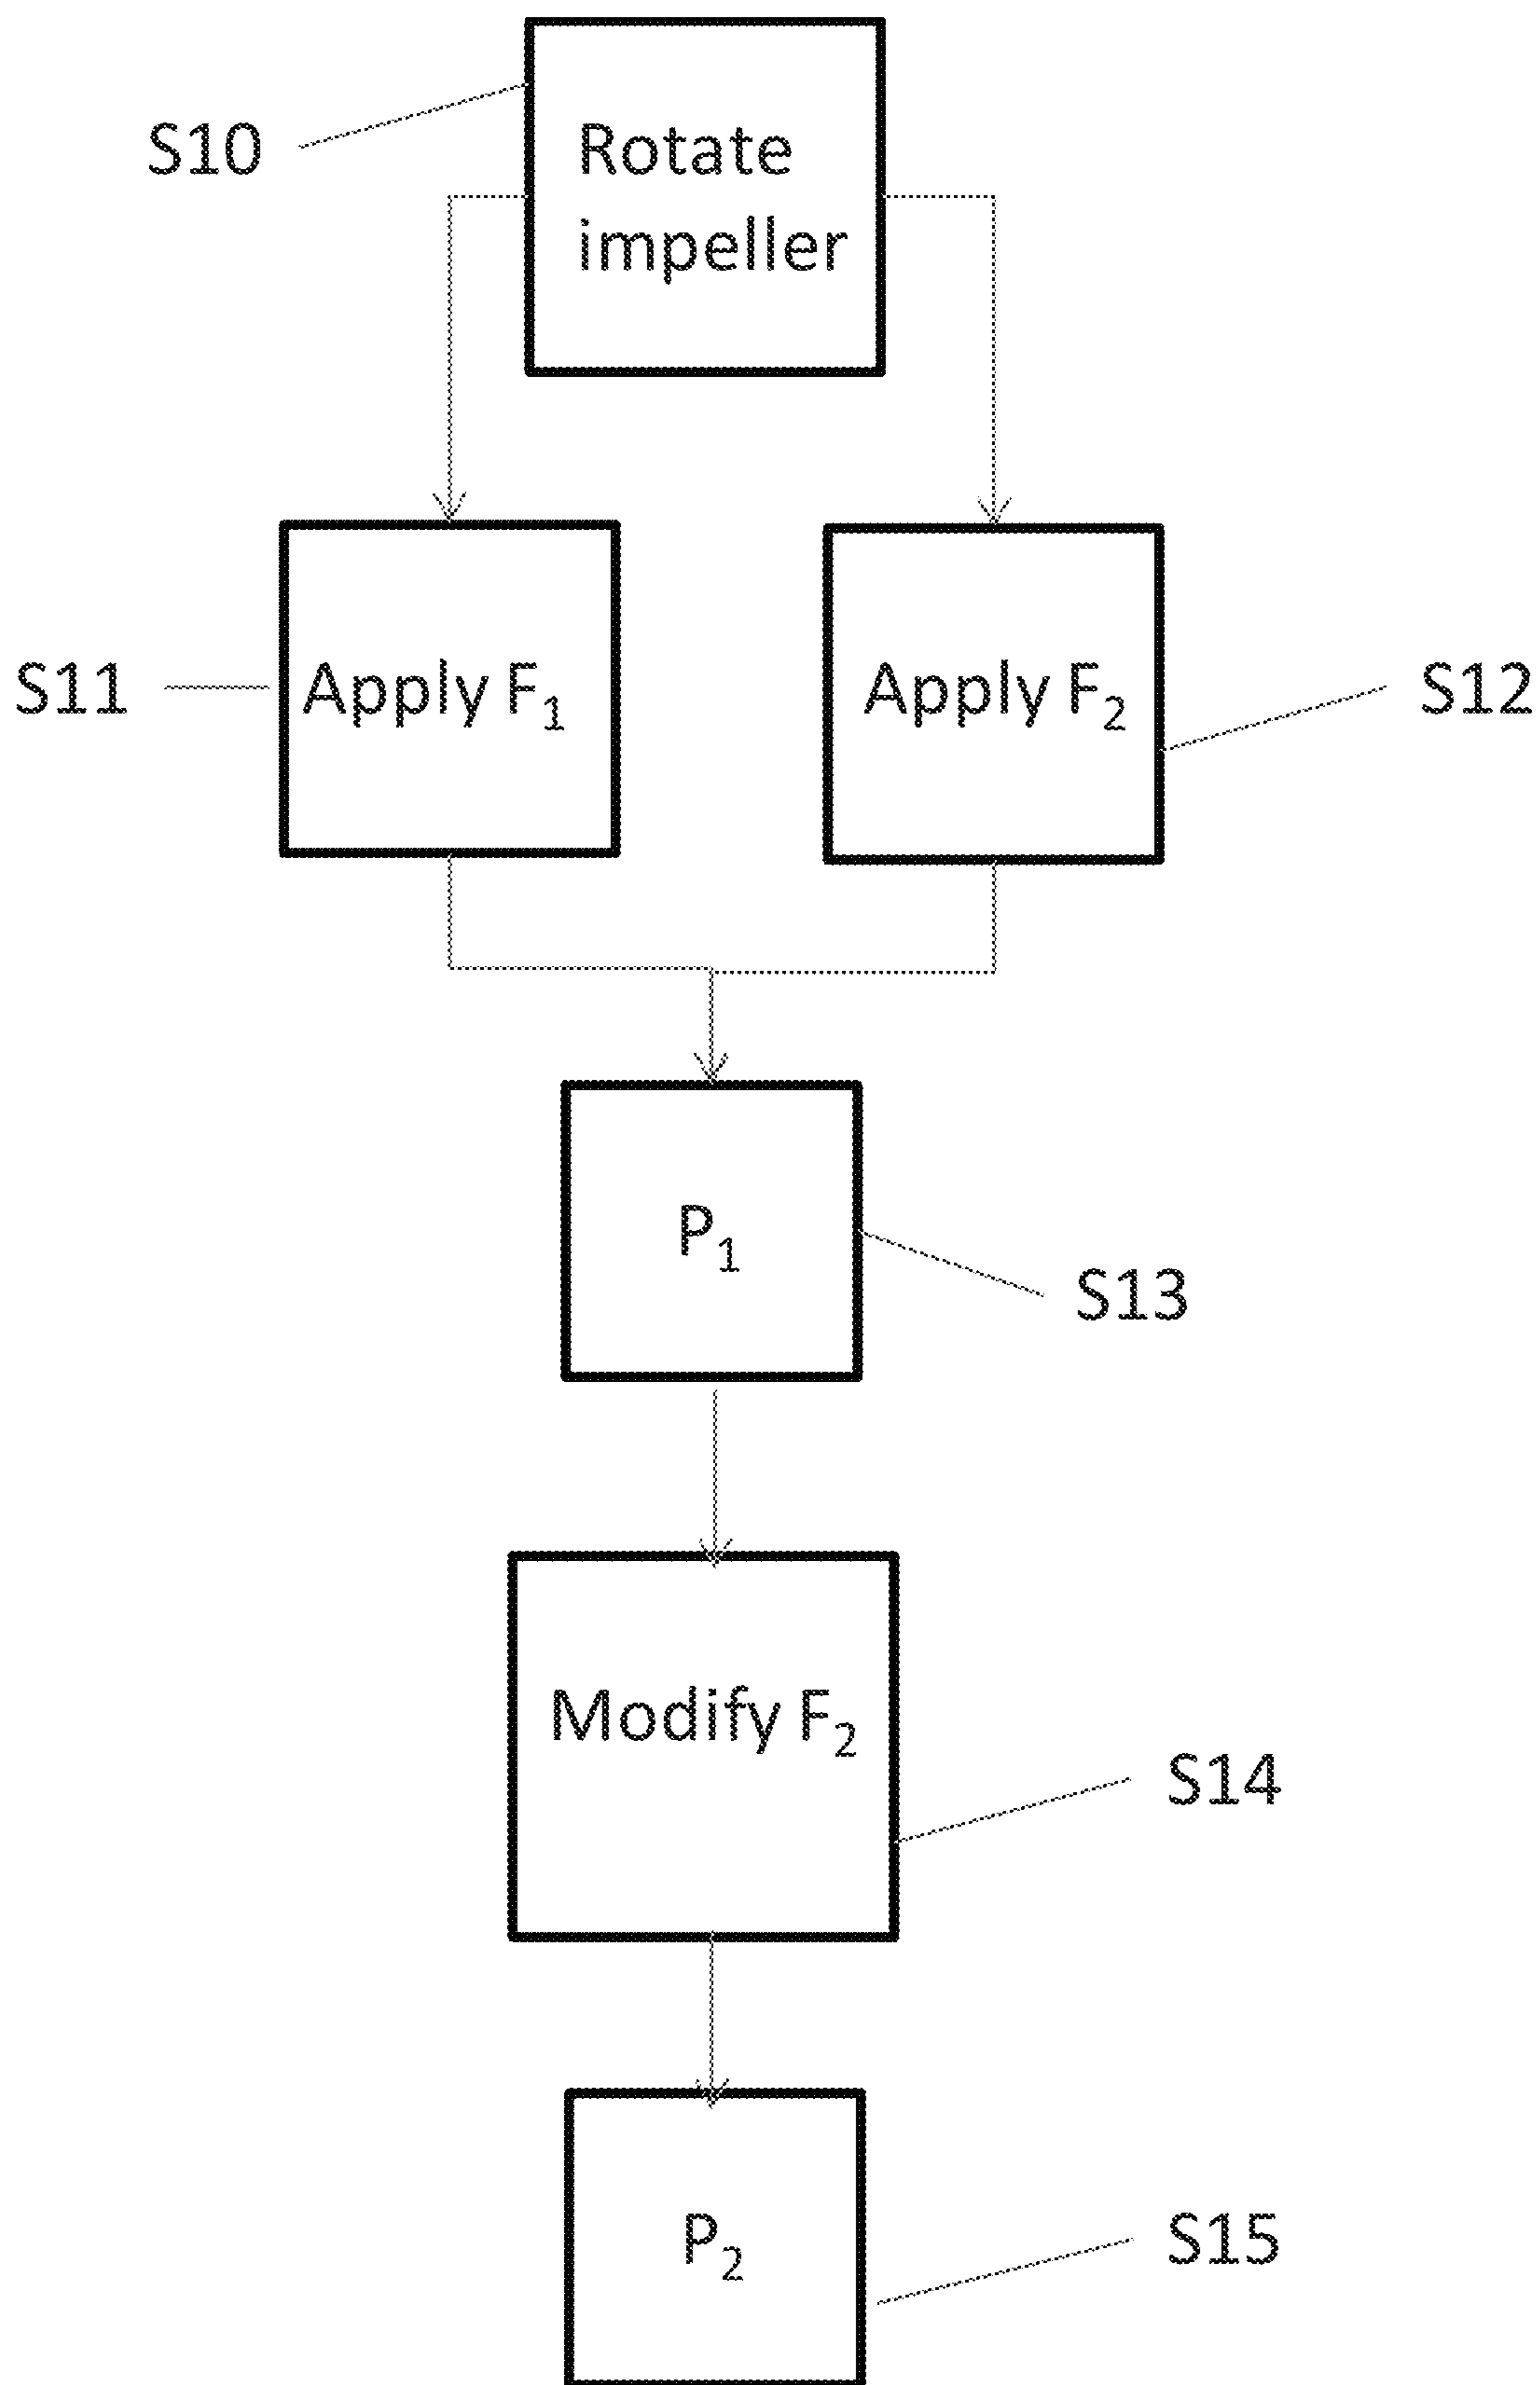 S10
Rotate
impeller
S11
Apply F₁
Apply F₂
S12
P₁
S13
Modify F₂
S14
P₂
S15